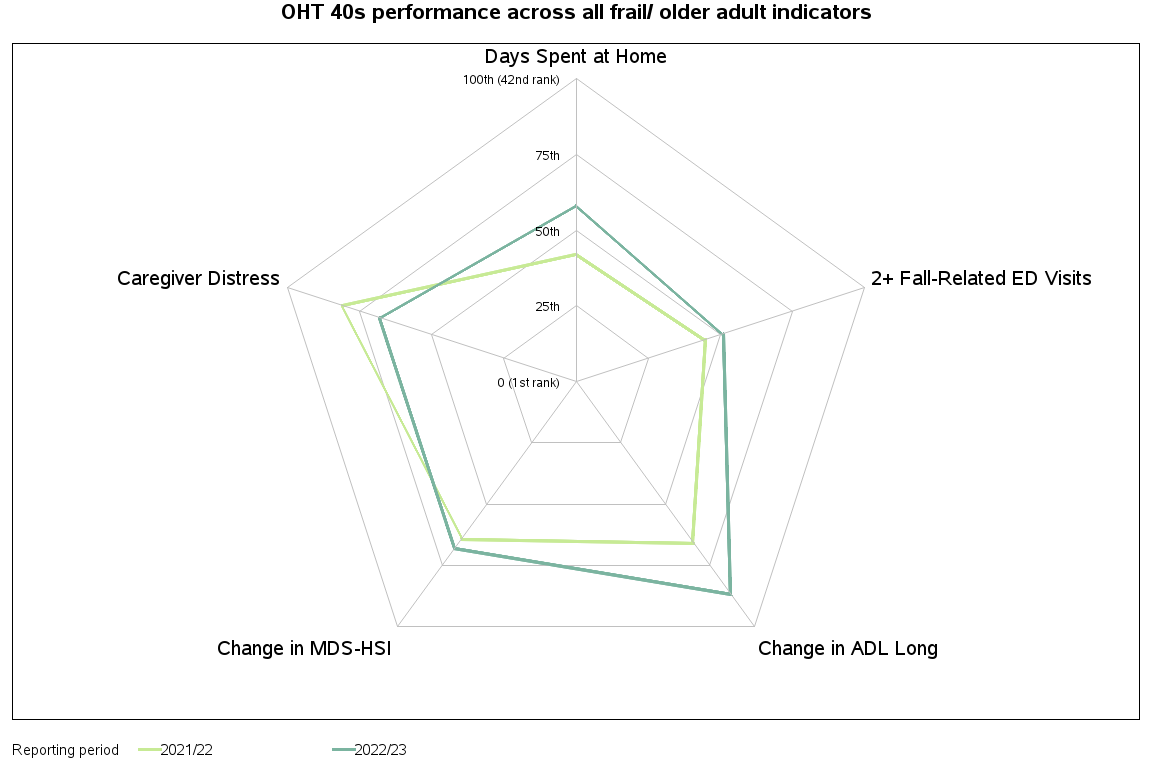 OHT 40s performance across all frail/ older adult indicators
Days Spent at Home
100th (42nd rank)
75th
50th
25th
0 (1st rank)
Caregiver Distress
2+ Fall-Related ED Visits
Change in MDS-HSI
Change in ADL Long
Reporting period 2021/22 2022/23